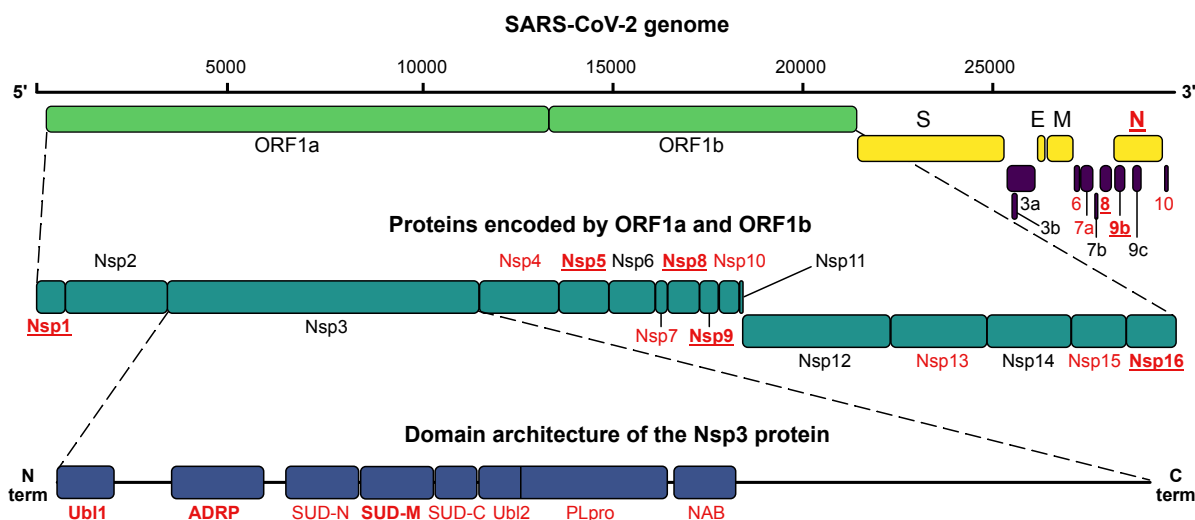 SARS-CoV-2 genome
5000 10000 15000 20000 25000
5' 3'
ORF1a ORF1b S E M N
3a 6 8 10
3b 7a 9b
7b 9c
Proteins encoded by ORF1a and ORF1b
Nsp2 Nsp4 Nsp5 Nsp6 Nsp8 Nsp10 Nsp11
Nsp1 Nsp3 Nsp7 Nsp9
Nsp12 Nsp13 Nsp14 Nsp15 Nsp16
Domain architecture of the Nsp3 protein
N term C term
Ubl1 ADRP SUD-N SUD-M SUD-C Ubl2 PLpro NAB